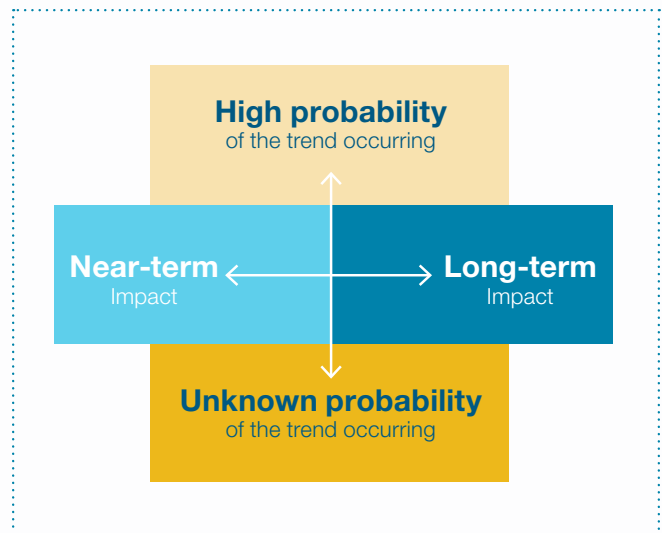 High probability
of the trend occurring
Near-term
Impact
Long-term
Impact
Unknown probability
of the trend occurring